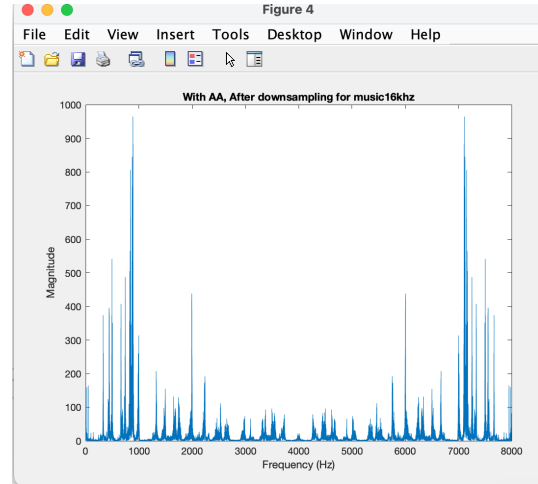 Figure 4
File Edit View Insert Tools Desktop Window Help
With AA, After downsampling for music16khz
1000
900
800
700
600
500
400
300
200
100
0
Magnitude
0 1000 2000 3000 4000 5000 6000 7000 8000
Frequency (Hz)